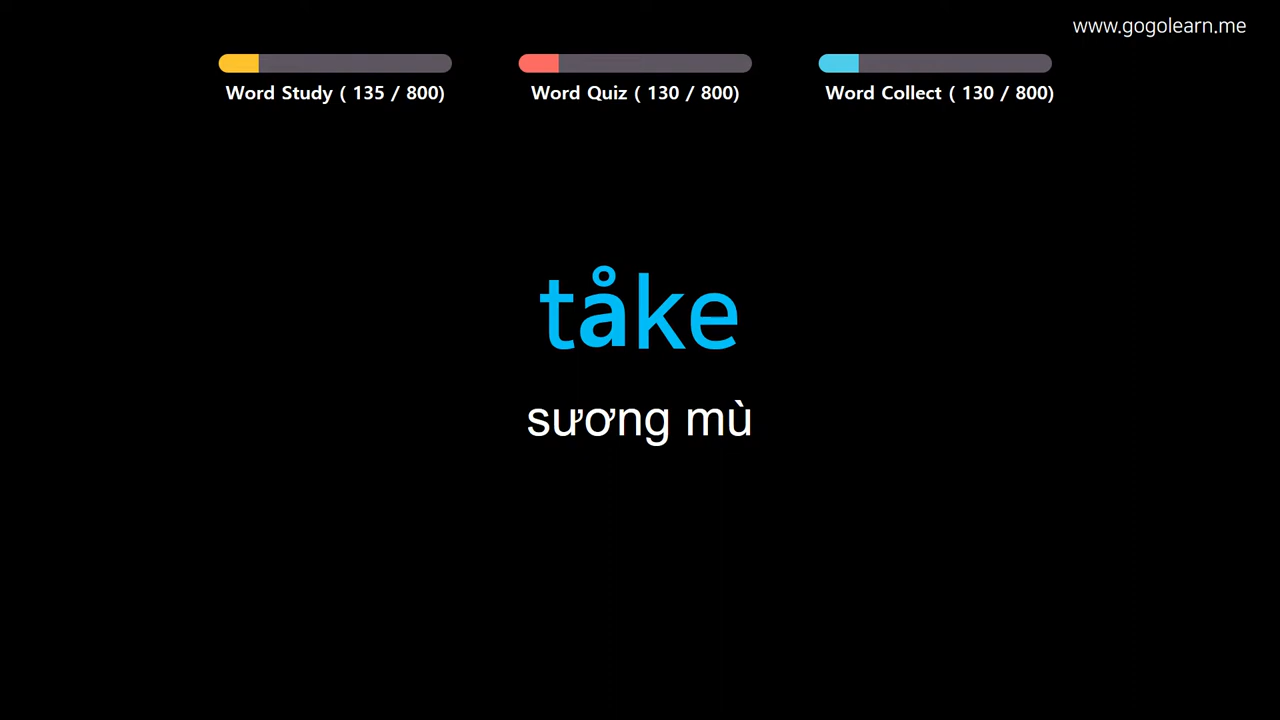 www.gogolearn.me
Word Study ( 135 / 800)
Word Quiz ( 130 / 800)
Word Collect ( 130 / 800)
tåke
sương mù